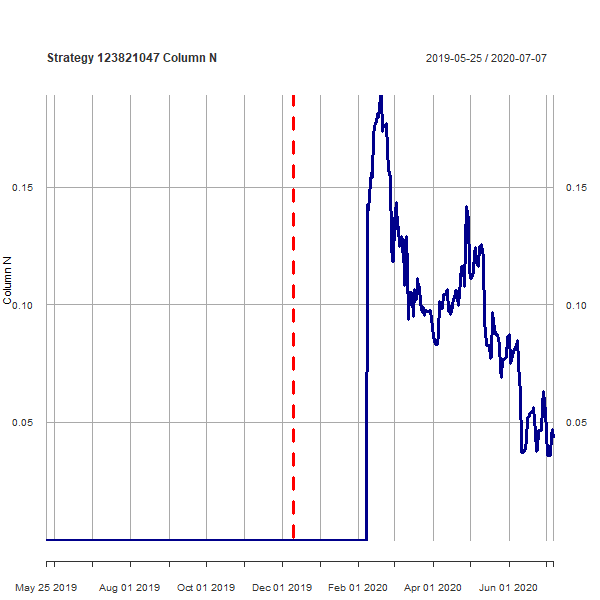 Strategy 123821047 Column N
2019-05-25 / 2020-07-07
0.15
0.15
Column N
0.10
0.10
0.05
0.05
May 25 2019
Aug 01 2019
Oct 01 2019
Dec 01 2019
Feb 01 2020
Apr 01 2020
Jun 01 2020